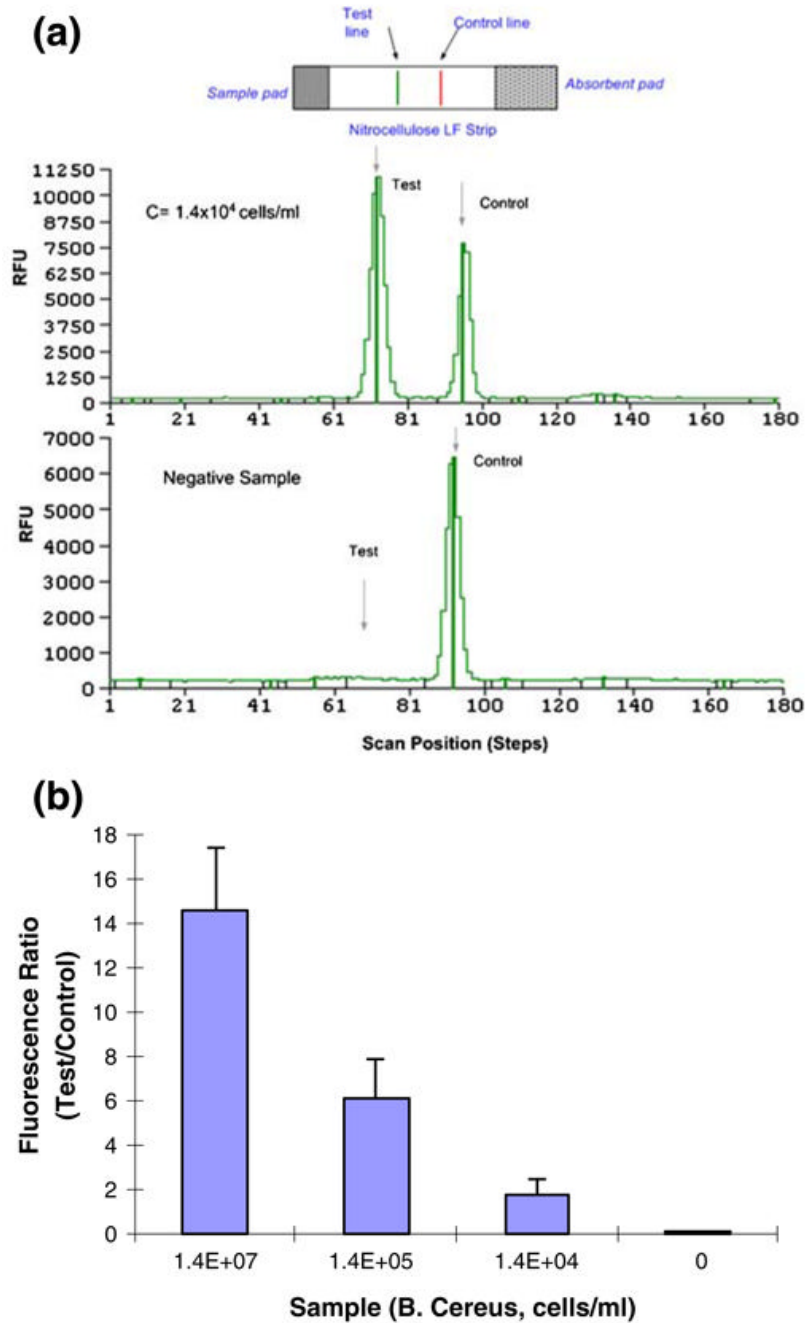 (a)
Test
line
Control line
Sample pad
Absorbent pad
Nitrocellulose LF Strip
11250
10000
8750
7500
6250
5000
3750
2500
1250
0
RFU
C= 1.4x10⁴ cells/ml
Test
Control
1 21 41 61 81 100 120 140 160 180
7000
6000
5000
4000
3000
2000
1000
0
RFU
Negative Sample
Test
Control
1 21 41 61 81 100 120 140 160 180
Scan Position (Steps)
(b)
18
16
14
12
10
8
6
4
2
0
Fluorescence Ratio
(Test/Control)
1.4E+07 1.4E+05 1.4E+04 0
Sample (B. Cereus, cells/ml)